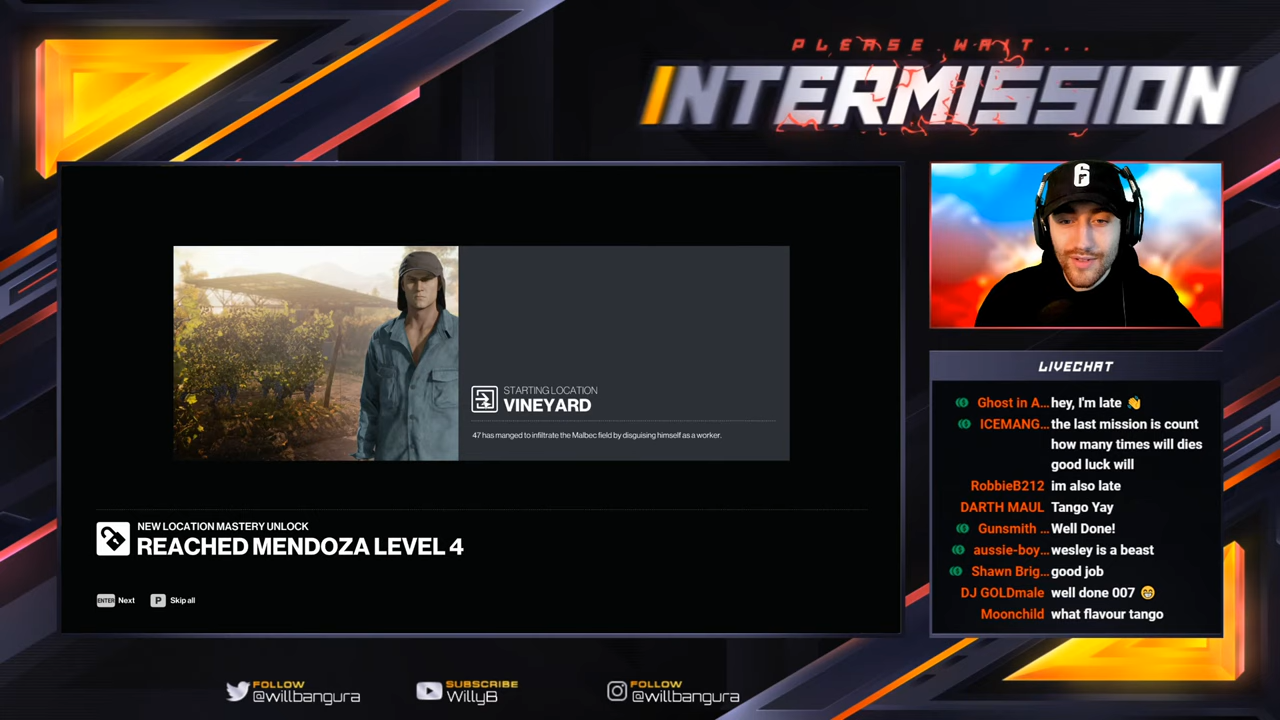 PLEASE WAIT...
INTERMISSION
STARTING LOCATION
VINEYARD
47 has manged to infiltrate the Malbec field by disguising himself as a worker.
NEW LOCATION MASTERY UNLOCK
REACHED MENDOZA LEVEL 4
ENTER Next P Skip all
6
LIVECHAT
Ghost in A... hey, I'm late 👋
ICEMANG... the last mission is count
how many times will dies
good luck will
RobbieB212 im also late
DARTH MAUL Tango Yay
Gunsmith ... Well Done!
aussie-boy... wesley is a beast
Shawn Brig... good job
DJ GOLDmale well done 007 😁
Moonchild what flavour tango
FOLLOW
@willbangura
SUBSCRIBE
WillyB
FOLLOW
@willbangura